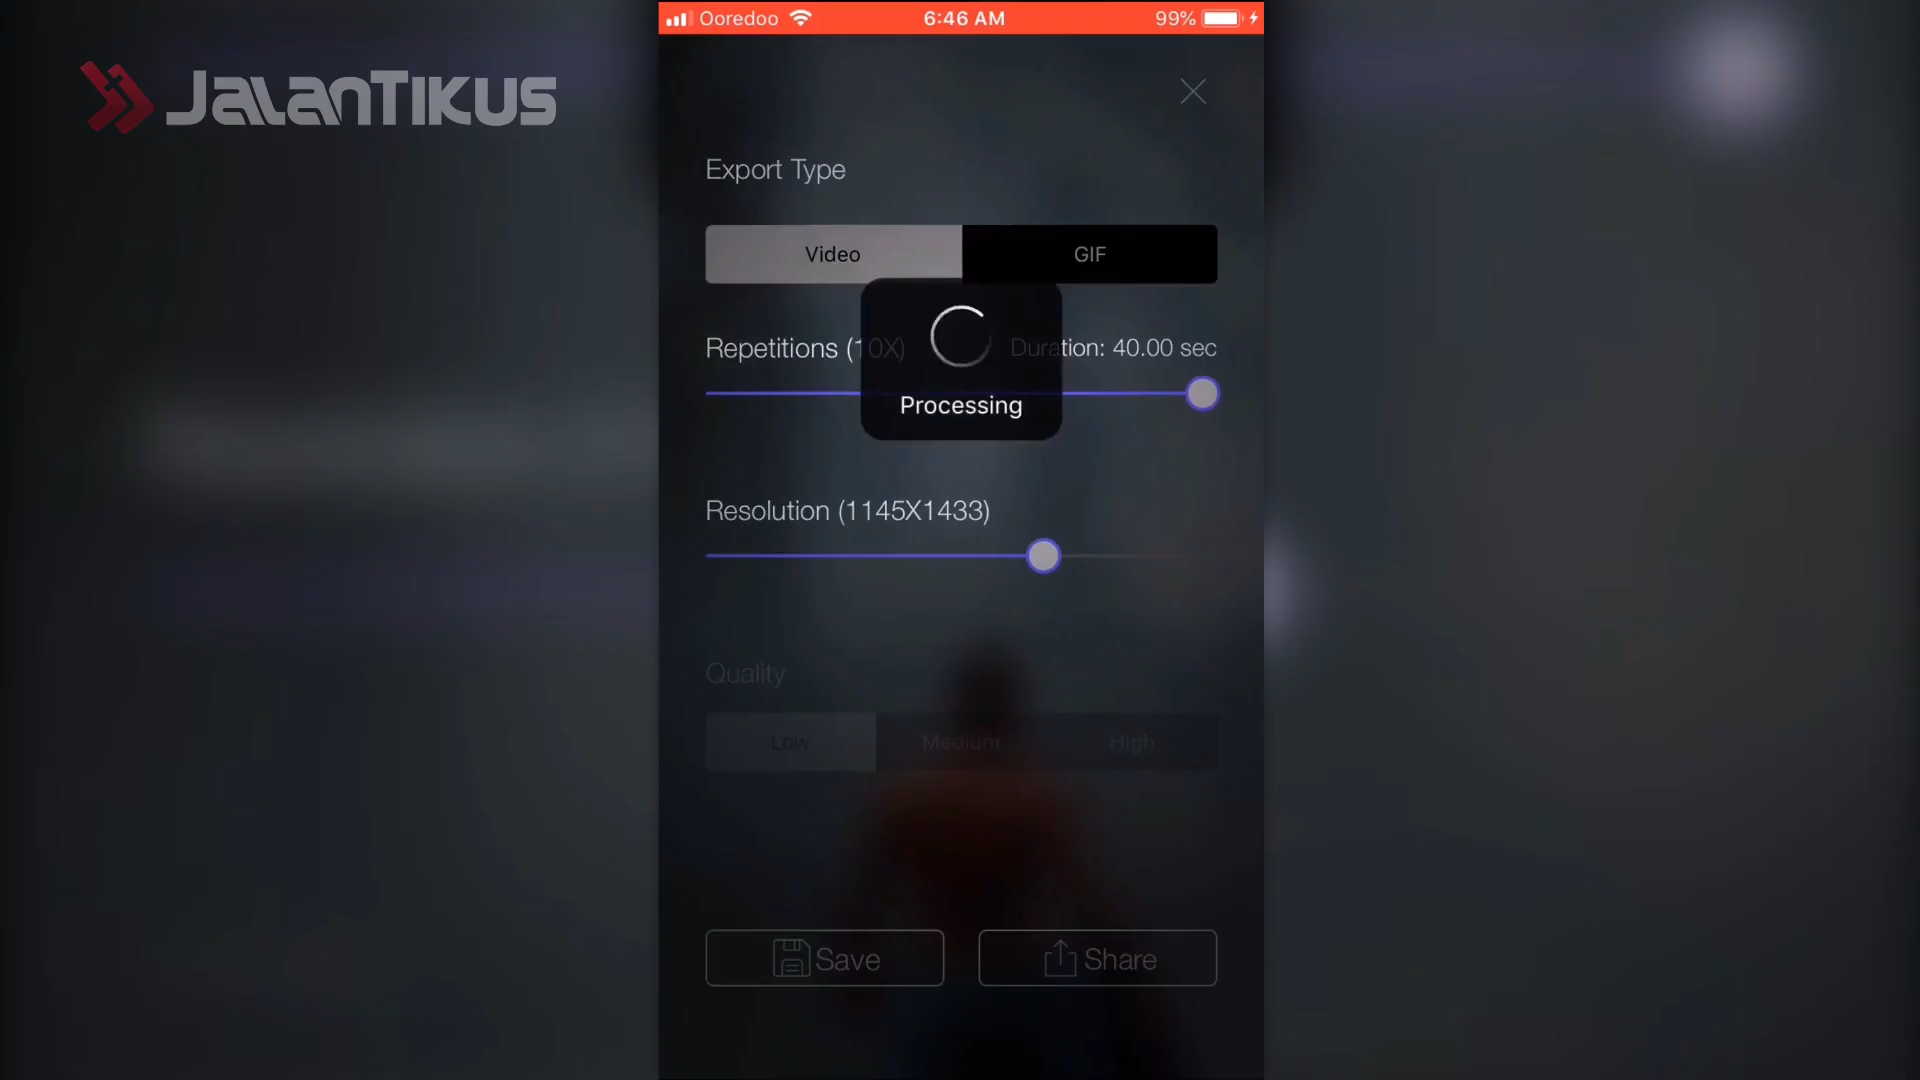 JALANTIKUS
Ooredoo 6:46 AM 99%
Export Type
Video GIF
Repetitions (10X) Duration: 40.00 sec
Processing
Resolution (1145X1433)
Quality
Low Medium High
Save Share